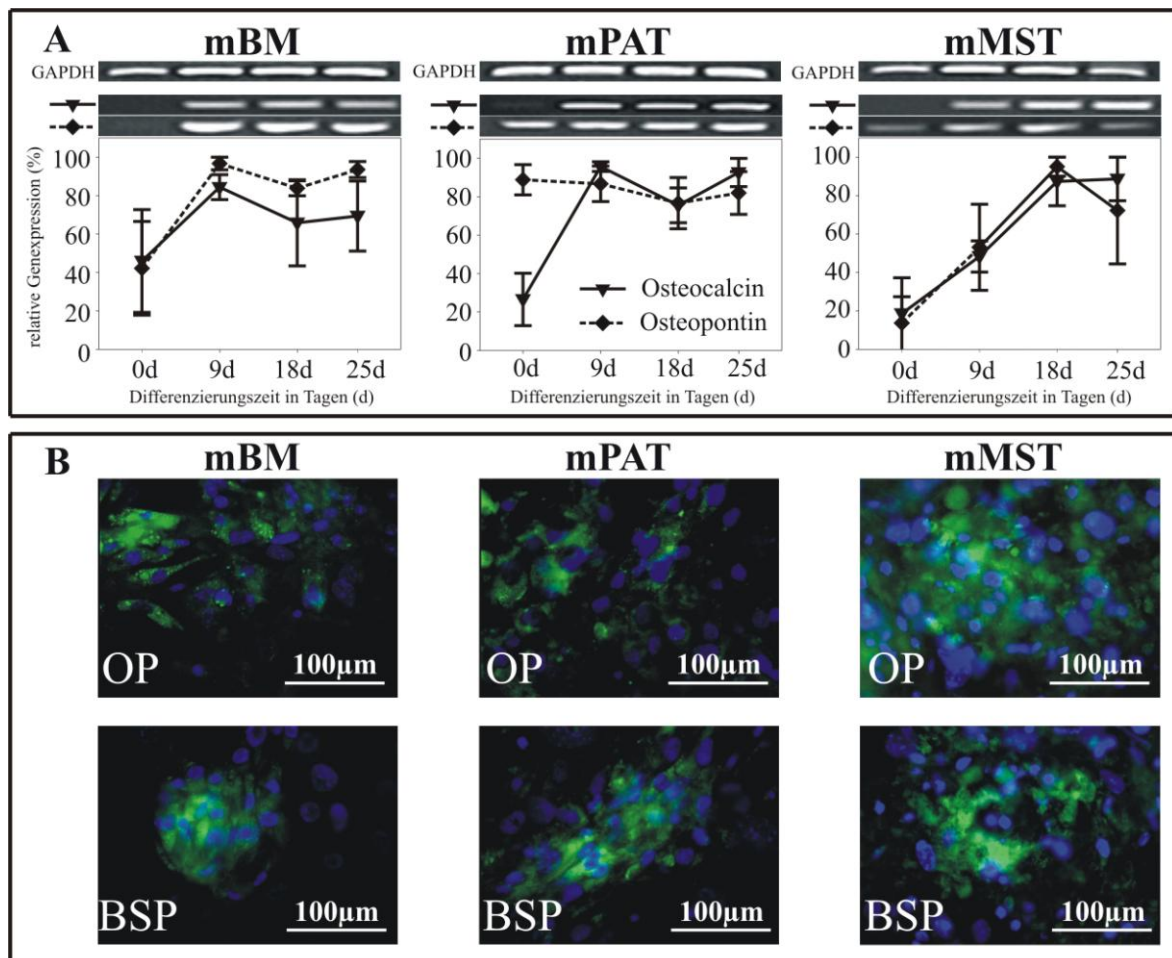 A
mBM mPAT mMST
GAPDH GAPDH GAPDH
relative Genexpression (%)
100 100 100
80 80 80
60 60 60
40 40 40
20 20 20
0 0 0
Osteocalcin
Osteopontin
0d 9d 18d 25d 0d 9d 18d 25d 0d 9d 18d 25d
Differenzierungszeit in Tagen (d) Differenzierungszeit in Tagen (d) Differenzierungszeit in Tagen (d)
B
mBM mPAT mMST
OP 100µm OP 100µm OP 100µm
BSP 100µm BSP 100µm BSP 100µm